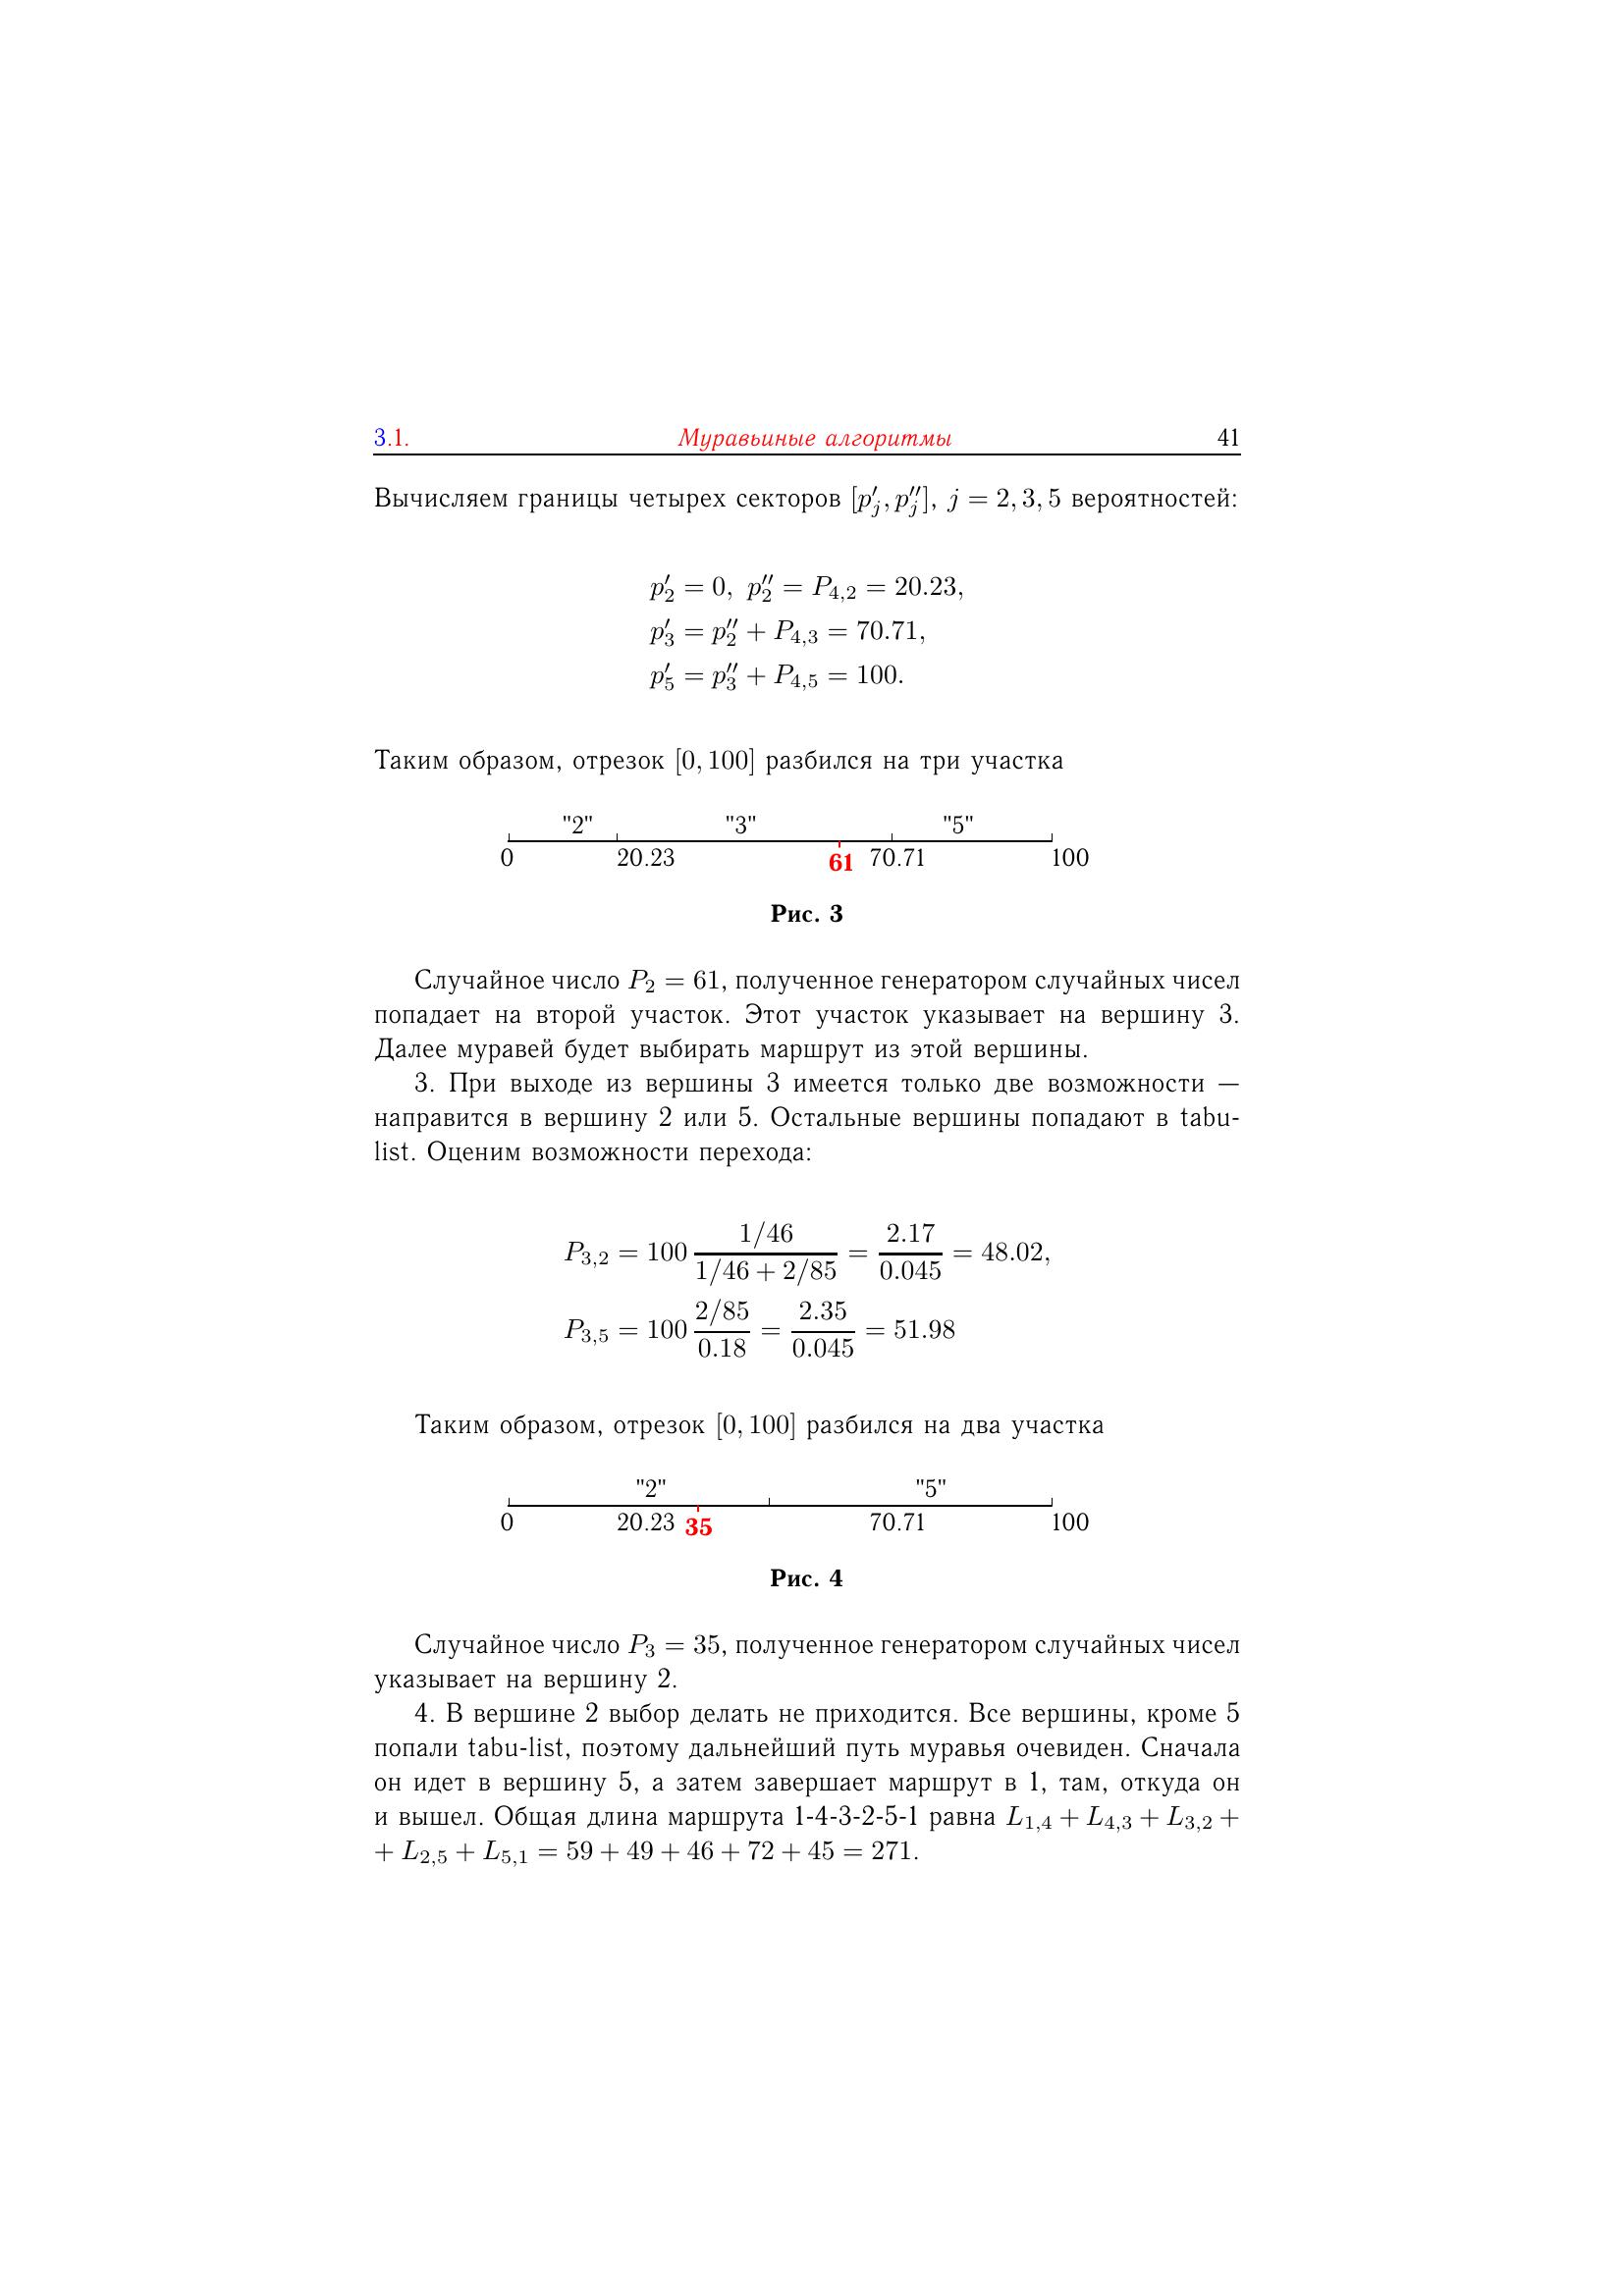 3.1. Муравьиные алгоритмы 41
Вычисляем границы четырех секторов [p′_j, p″_j], j = 2, 3, 5 вероятностей:
p′_2 = 0, p″_2 = P_{4,2} = 20.23,
p′_3 = p″_2 + P_{4,3} = 70.71,
p′_5 = p″_3 + P_{4,5} = 100.
Таким образом, отрезок [0, 100] разбился на три участка
"2" "3" "5"
0 20.23 61 70.71 100
Рис. 3
Случайное число P_2 = 61, полученное генератором случайных чисел
попадает на второй участок. Этот участок указывает на вершину 3.
Далее муравей будет выбирать маршрут из этой вершины.
3. При выходе из вершины 3 имеется только две возможности —
направится в вершину 2 или 5. Остальные вершины попадают в tabu-
list. Оценим возможности перехода:
P_{3,2} = 100 \frac{1/46}{1/46 + 2/85} = \frac{2.17}{0.045} = 48.02,
P_{3,5} = 100 \frac{2/85}{0.18} = \frac{2.35}{0.045} = 51.98
Таким образом, отрезок [0, 100] разбился на два участка
"2" "5"
0 20.23 35 70.71 100
Рис. 4
Случайное число P_3 = 35, полученное генератором случайных чисел
указывает на вершину 2.
4. В вершине 2 выбор делать не приходится. Все вершины, кроме 5
попали tabu-list, поэтому дальнейший путь муравья очевиден. Сначала
он идет в вершину 5, а затем завершает маршрут в 1, там, откуда он
и вышел. Общая длина маршрута 1-4-3-2-5-1 равна L_{1,4} + L_{4,3} + L_{3,2} +
+ L_{2,5} + L_{5,1} = 59 + 49 + 46 + 72 + 45 = 271.